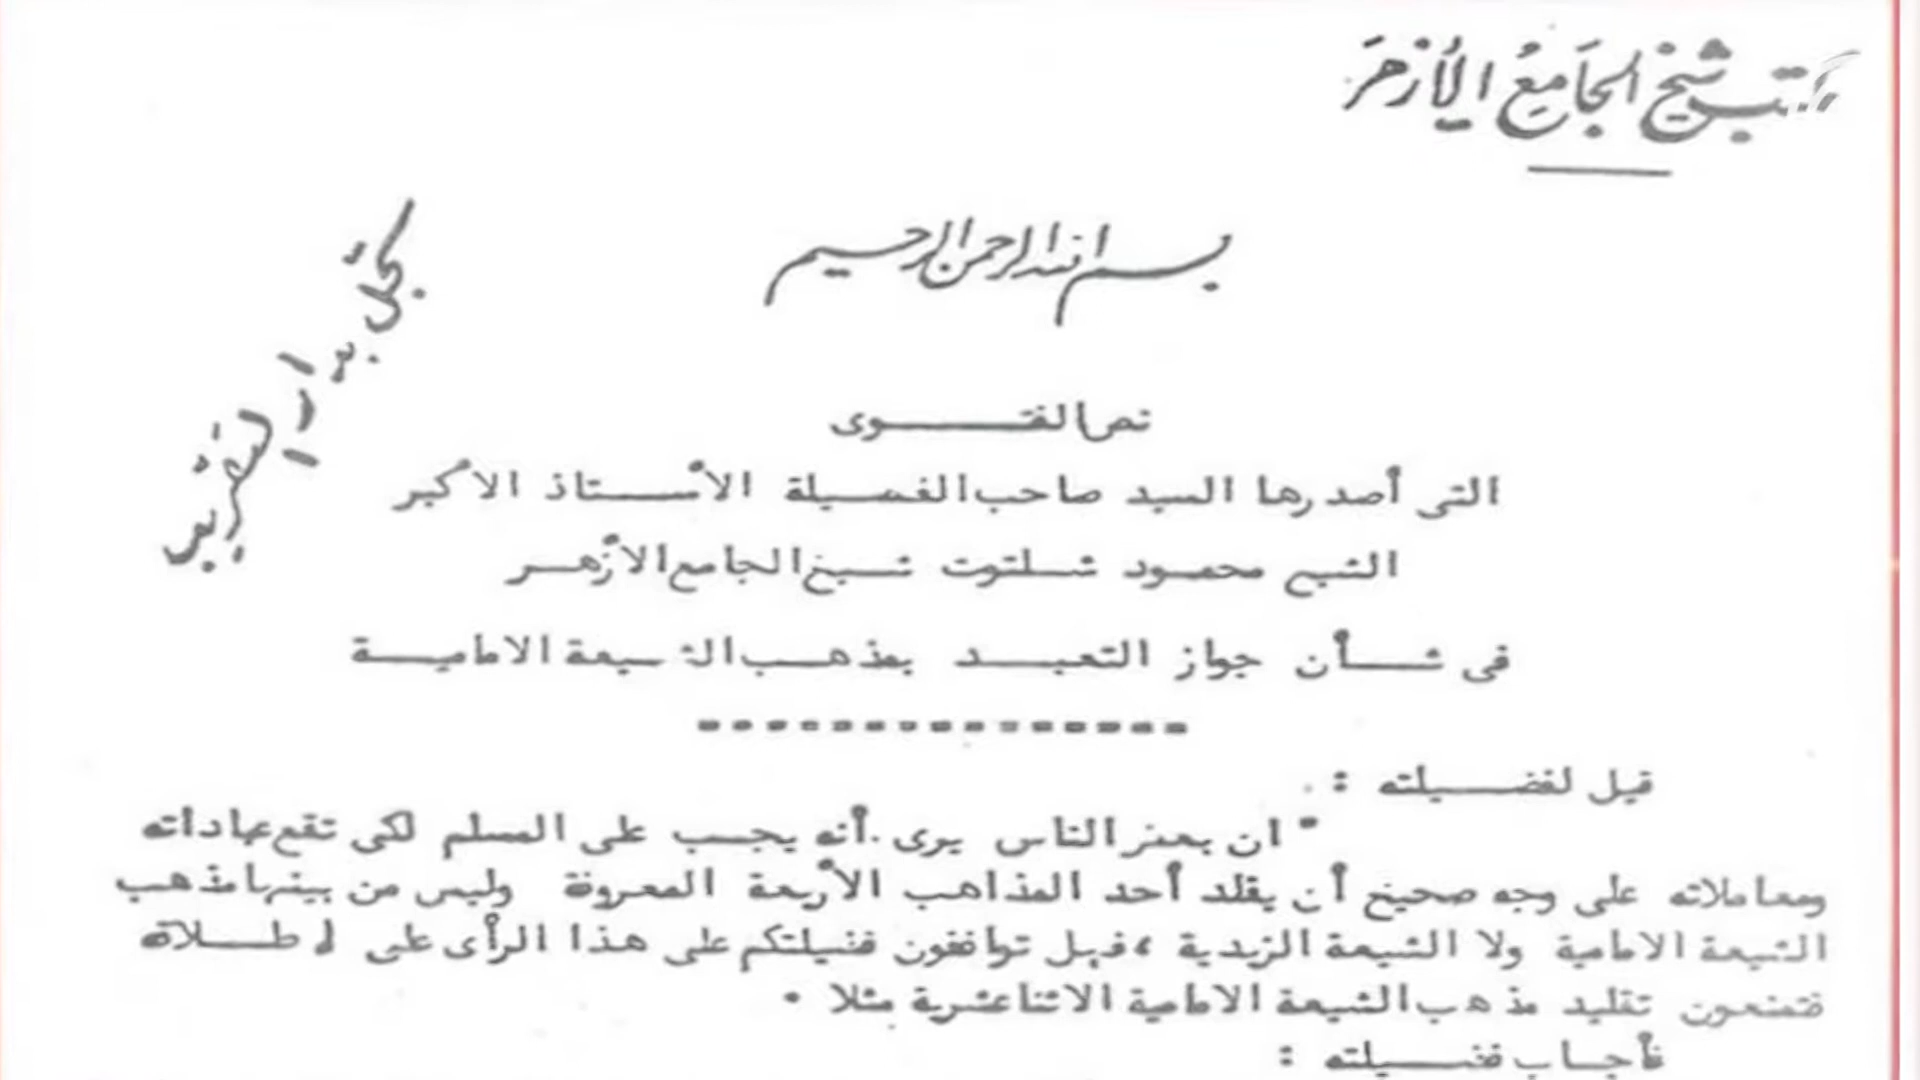 مكتب شيخ الجامع الأزهر
بسم الله الرحمن الرحيم
نص الفتوى
التى أصدرها السيد صاحب الفضيلة الأستاذ الأكبر
الشيخ محمود شلتوت شيخ الجامع الأزهر
فى شأن جواز التعبد بمذهب الشيعة الامامية
قيل لفضيلته :
" ان بعض الناس يرى أنه يجب على المسلم لكى تقع عباداته
ومعاملاته على وجه صحيح أن يقلد أحد المذاهب الأربعة المعروفة وليس من بينها مذهب
الشيعة الامامية ولا الشيعة الزيدية ، فهل توافقون فضيلتكم على هذا الرأى على اطلاقه
فتمنعون تقليد مذهب الشيعة الامامية الاثنا عشرية مثلا .
فأجاب فضيلته :